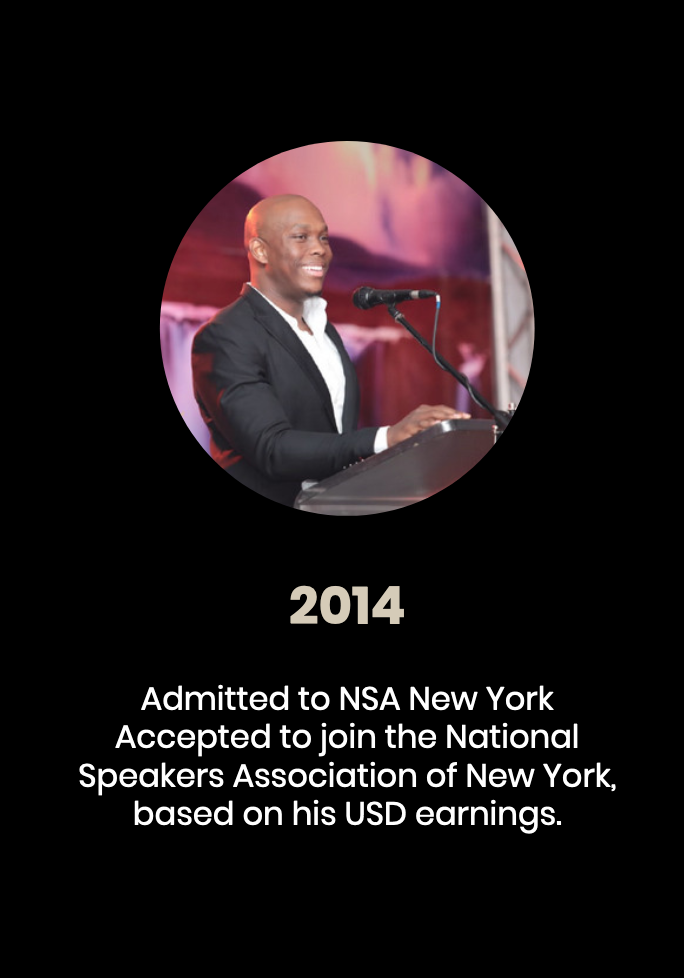 2014
Admitted to NSA New York
Accepted to join the National
Speakers Association of New York,
based on his USD earnings.